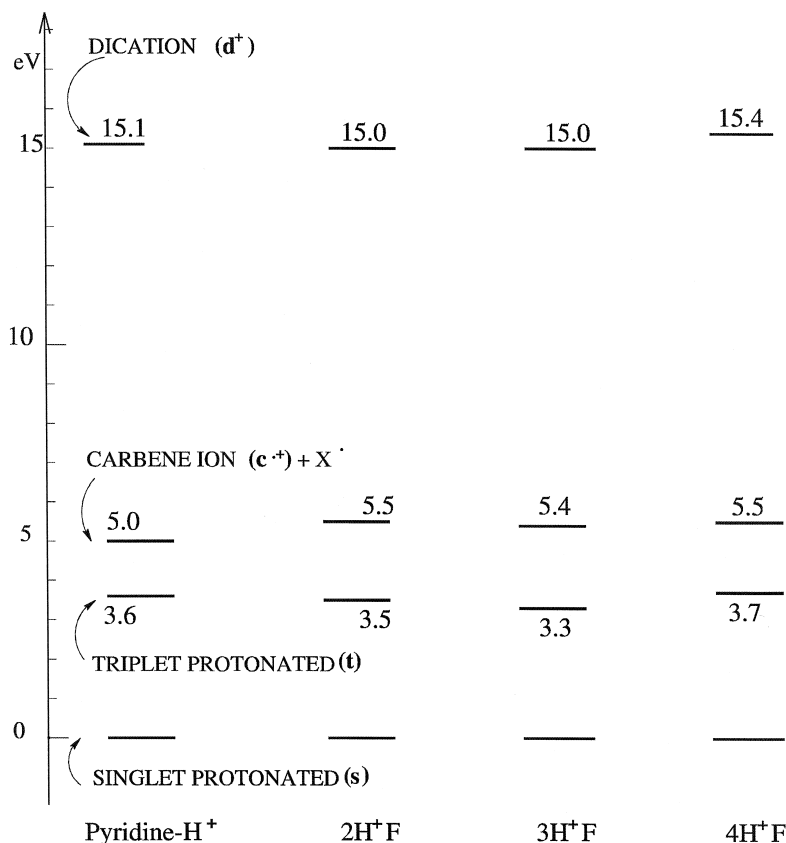 eV
DICATION (d⁺)
15.1 15.0 15.0 15.4
15
10
CARBENE ION (c·⁺) + X·
5.0 5.5 5.4 5.5
5
3.6 3.5 3.3 3.7
TRIPLET PROTONATED (t)
0
SINGLET PROTONATED (s)
Pyridine-H⁺ 2H⁺F 3H⁺F 4H⁺F